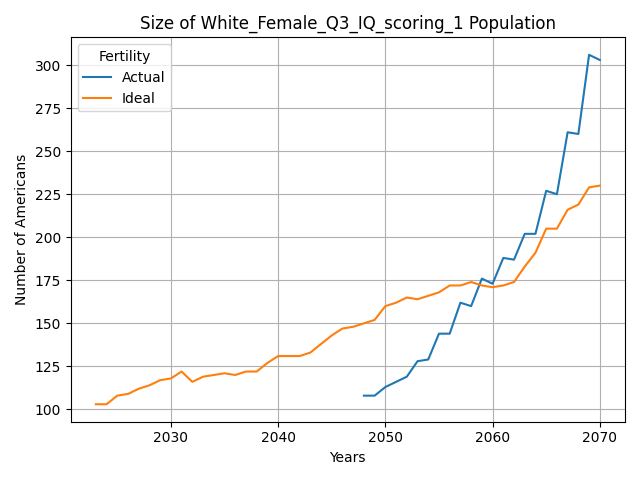 Size of White_Female_Q3_IQ_scoring_1 Population
Fertility
Actual
Ideal
Number of Americans
300
275
250
225
200
175
150
125
100
2030 2040 2050 2060 2070
Years